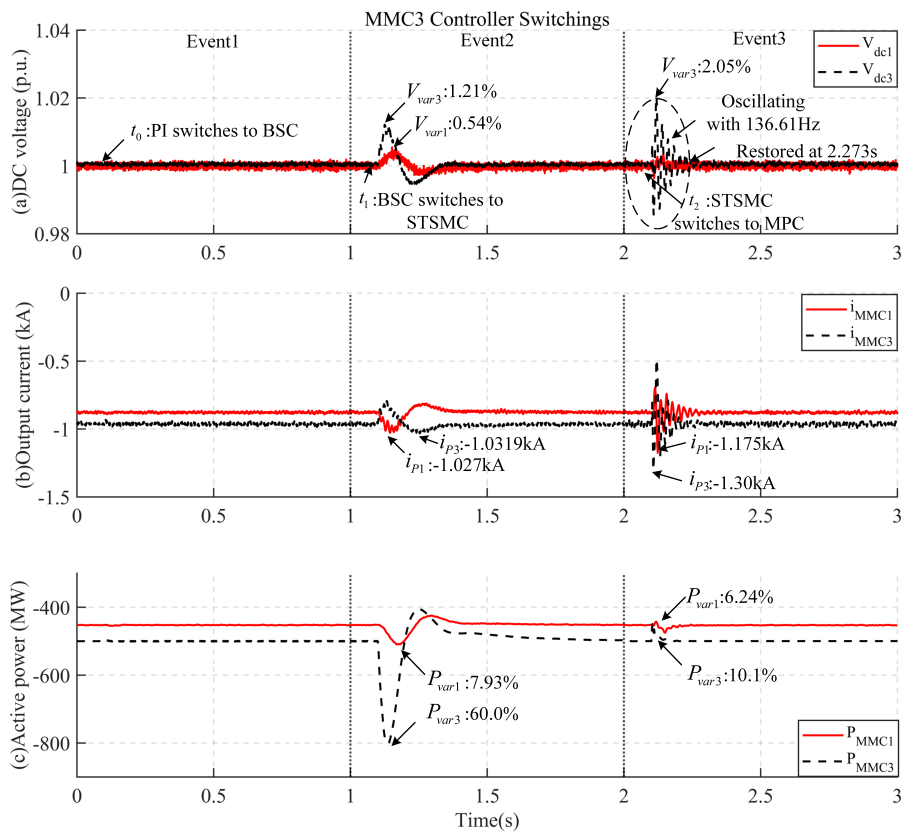 MMC3 Controller Switchings
Event1
Event2
Event3
V_dc1
V_dc3
V_var3:1.21%
V_var1:0.54%
V_var3:2.05%
t_0 :PI switches to BSC
Oscillating
with 136.61Hz
Restored at 2.273s
t_1 :BSC switches to
STSMC
t_2 :STSMC
switches to MPC
(a)DC voltage (p.u.)
1.04
1.02
1
0.98
0 0.5 1 1.5 2 2.5 3
(b)Output current (kA)
0
-0.5
-1
-1.5
i_MMC1
i_MMC3
i_P3:-1.0319kA
i_P1:-1.027kA
i_P1:-1.175kA
i_P3:-1.30kA
0 0.5 1 1.5 2 2.5 3
(c)Active power (MW)
-400
-600
-800
P_var1:6.24%
P_var3:10.1%
P_var1:7.93%
P_var3:60.0%
P_MMC1
P_MMC3
0 0.5 1 1.5 2 2.5 3
Time(s)